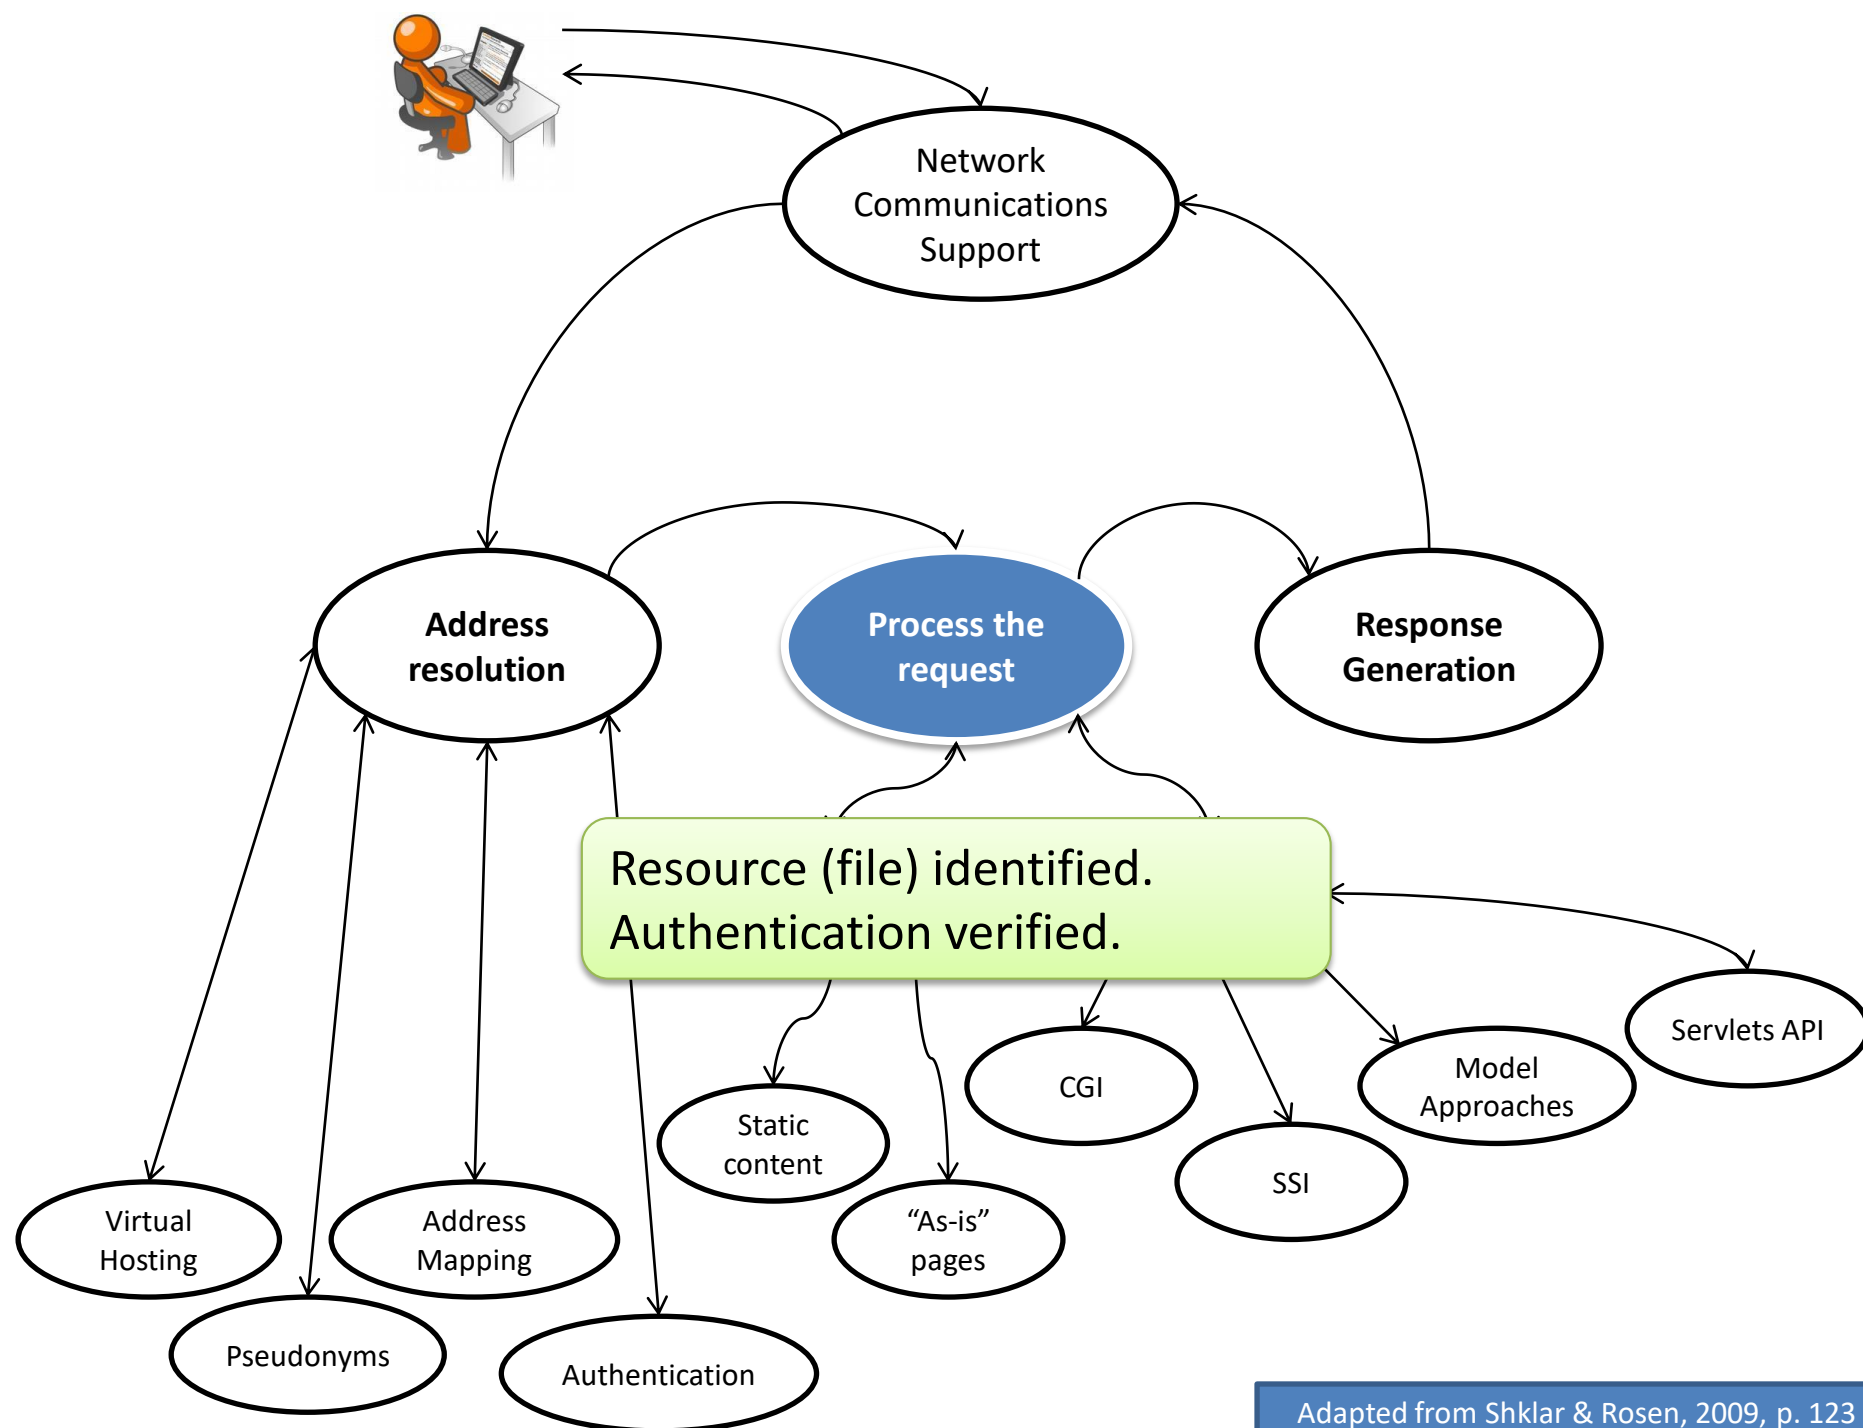 Network
Communications
Support
Address
resolution
Process the
request
Response
Generation
Resource (file) identified.
Authentication verified.
Servlets API
Model
Approaches
CGI
Static
content
SSI
“As-is”
pages
Virtual
Hosting
Address
Mapping
Pseudonyms
Authentication
Adapted from Shklar & Rosen, 2009, p. 123